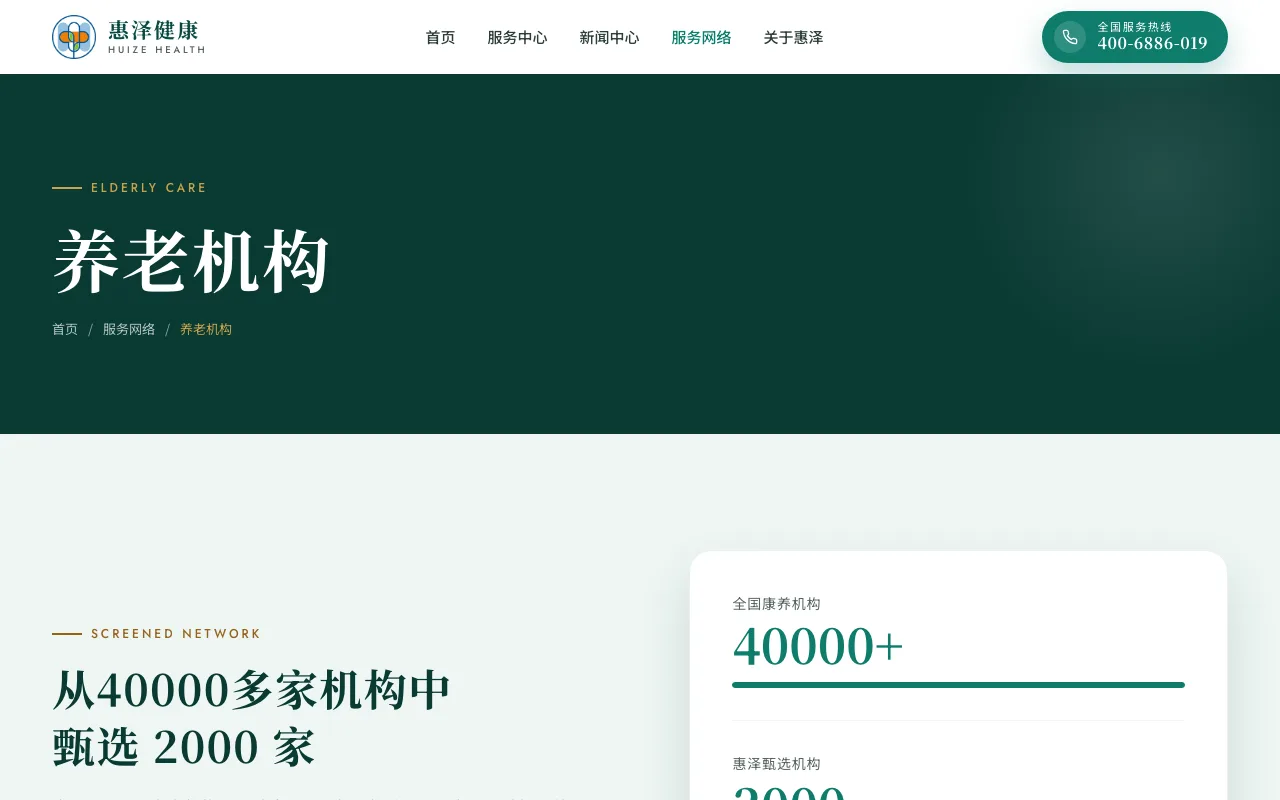 惠泽健康
HUIZE HEALTH
首页
服务中心
新闻中心
服务网络
关于惠泽
全国服务热线
400-6886-019
ELDERLY CARE
养老机构
首页 / 服务网络 / 养老机构
SCREENED NETWORK
从40000多家机构中
甄选 2000 家
全国康养机构
40000+
惠泽甄选机构
2000